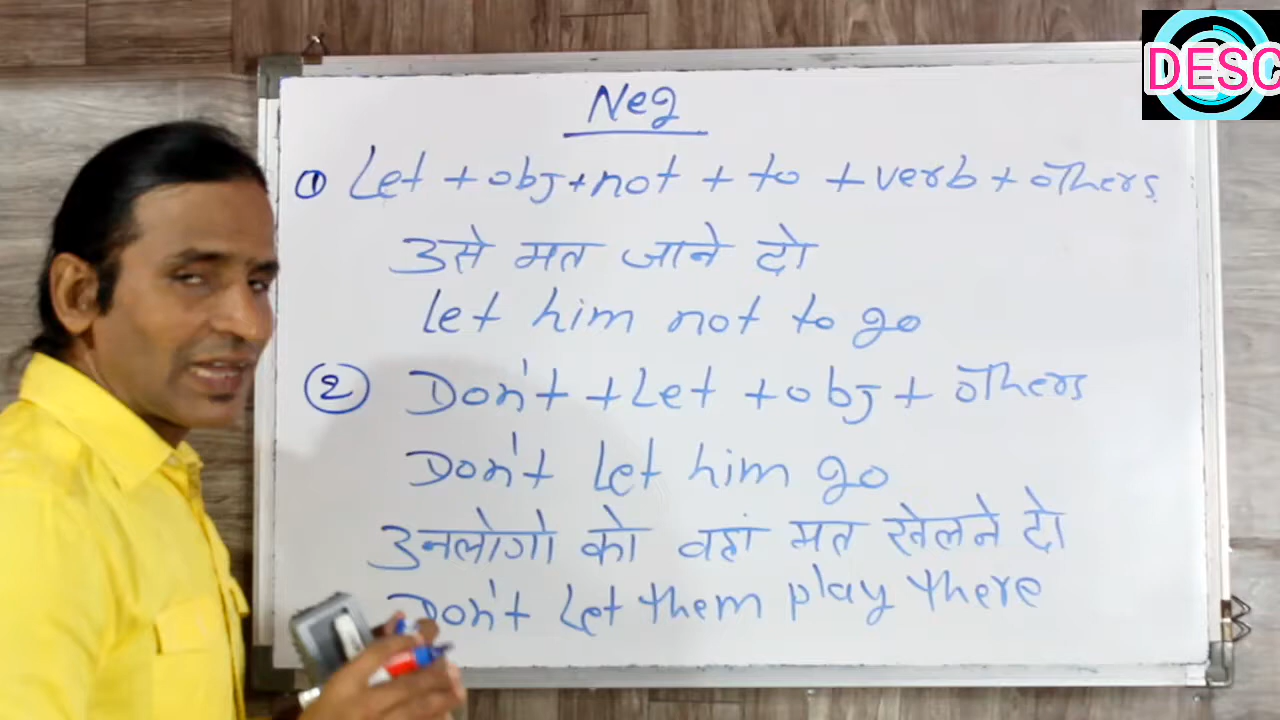 DESC
Neg
① Let + obj + not + to + verb + others.
उसे मत जाने दो
Let him not to go
② Don't + Let + obj + others
Don't Let him go
उनलोगो को वहां मत खेलने दो
Don't Let them play there